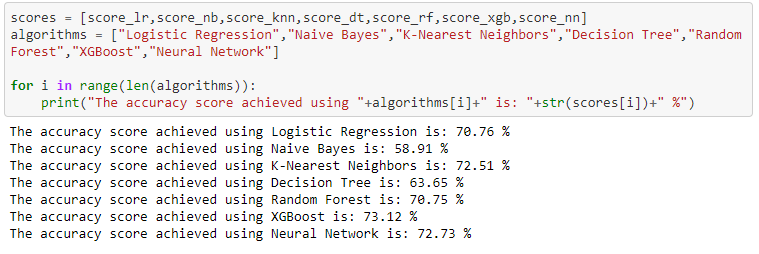 scores = [score_lr,score_nb,score_knn,score_dt,score_rf,score_xgb,score_nn]
algorithms = ["Logistic Regression","Naive Bayes","K-Nearest Neighbors","Decision Tree","Random
Forest","XGBoost","Neural Network"]
for i in range(len(algorithms)):
    print("The accuracy score achieved using "+algorithms[i]+" is: "+str(scores[i])+" %")
The accuracy score achieved using Logistic Regression is: 70.76 %
The accuracy score achieved using Naive Bayes is: 58.91 %
The accuracy score achieved using K-Nearest Neighbors is: 72.51 %
The accuracy score achieved using Decision Tree is: 63.65 %
The accuracy score achieved using Random Forest is: 70.75 %
The accuracy score achieved using XGBoost is: 73.12 %
The accuracy score achieved using Neural Network is: 72.73 %